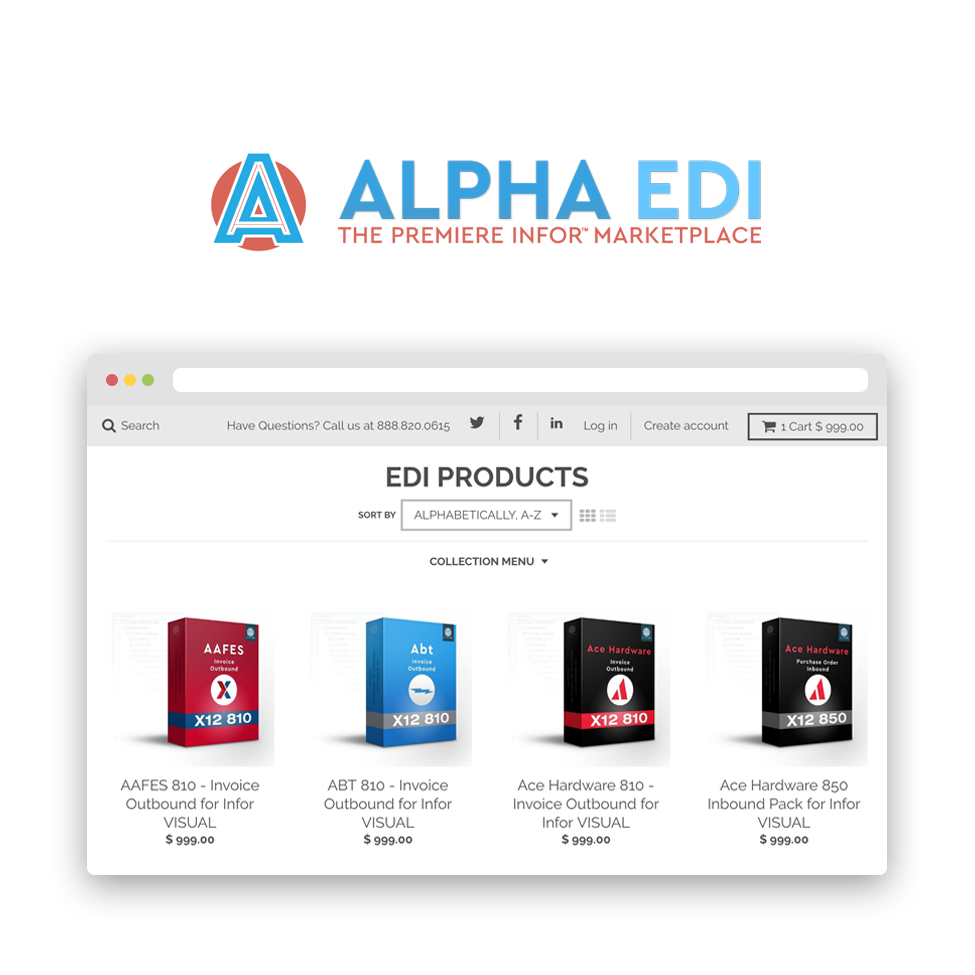 ALPHA EDI
THE PREMIERE INFOR™ MARKETPLACE
Search
Have Questions? Call us at 888.820.0615
Log in
Create account
1 Cart $ 999.00
EDI PRODUCTS
SORT BY
ALPHABETICALLY, A-Z
COLLECTION MENU
AAFES
Invoice
Outbound
X12 810
Abt
Invoice
Outbound
X12 810
Ace Hardware
Invoice
Outbound
X12 810
Ace Hardware
Purchase Order
Inbound
X12 850
AAFES 810 - Invoice
Outbound for Infor
VISUAL
$ 999.00
ABT 810 - Invoice
Outbound for Infor
VISUAL
$ 999.00
Ace Hardware 810 -
Invoice Outbound for
Infor VISUAL
$ 999.00
Ace Hardware 850
Inbound Pack for Infor
VISUAL
$ 999.00